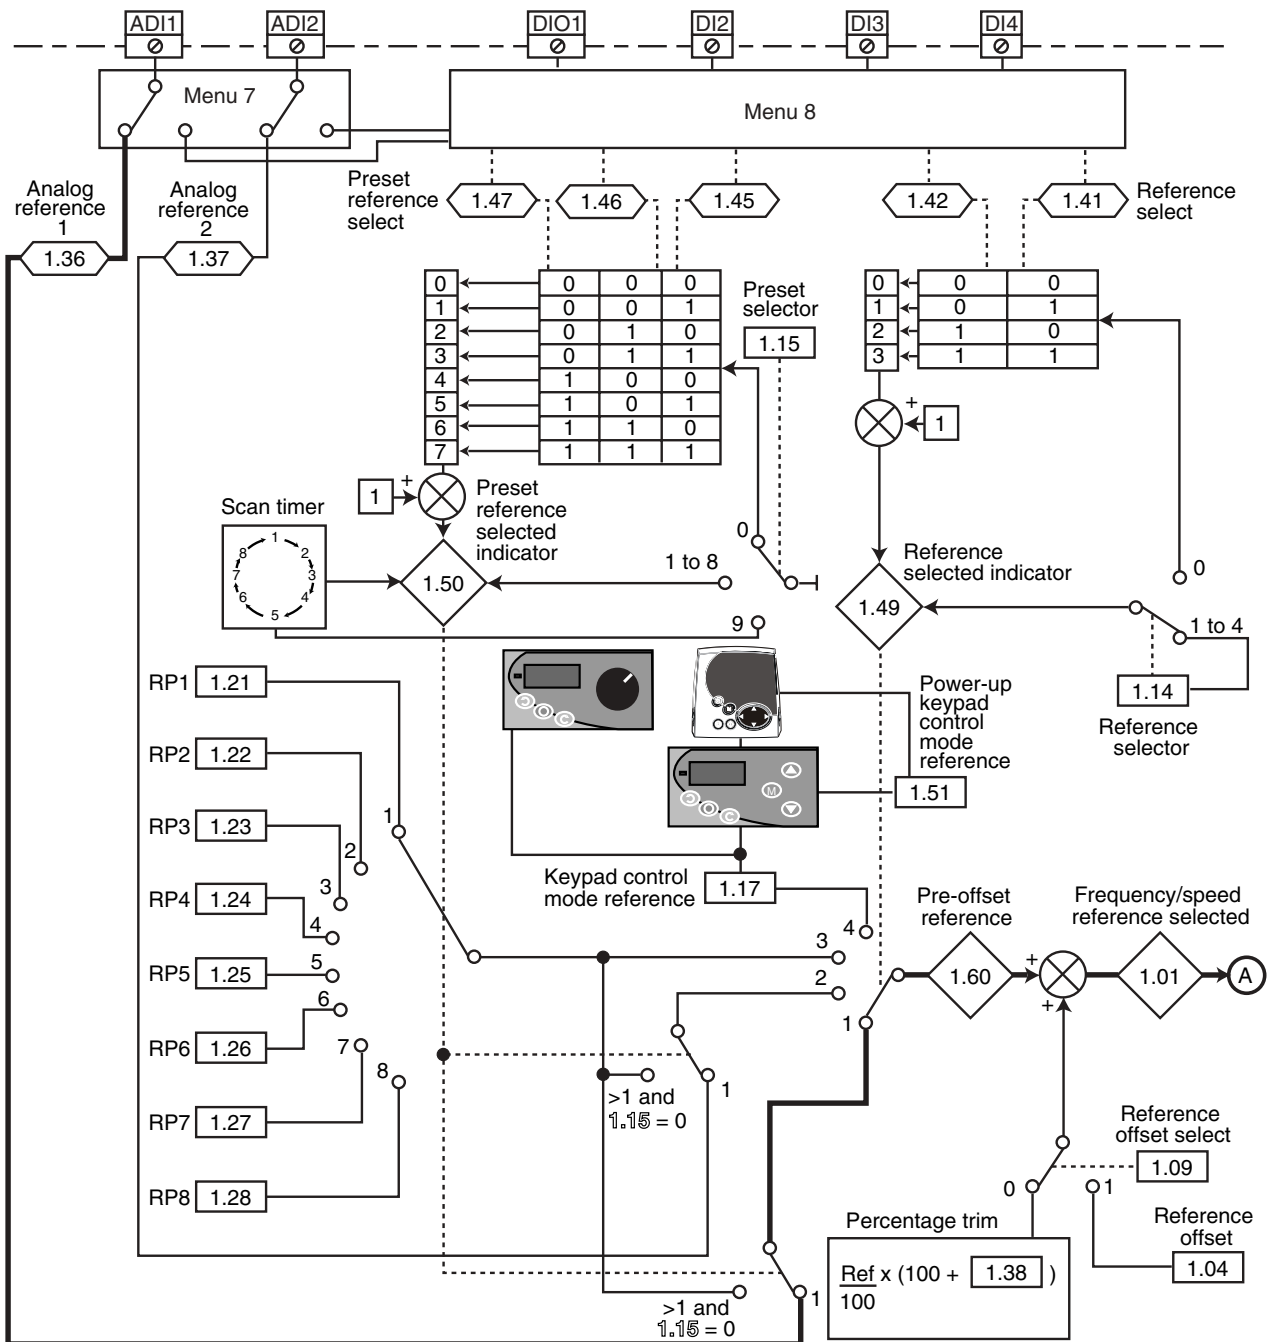 ADI1 ADI2 DIO1 DI2 DI3 DI4
Menu 7
Menu 8
Analog
reference
1
1.36
Analog
reference
2
1.37
Preset
reference
select
1.47 1.46 1.45
1.42 1.41
Reference
select
0 0 0 0
1 0 0 1
2 0 1 0
3 0 1 1
4 1 0 0
5 1 0 1
6 1 1 0
7 1 1 1
Preset
selector
1.15
0 0 0
1 0 1
2 1 0
3 1 1
+
1
1
+
Preset
reference
selected
indicator
Scan timer
1
2
3
4
5
6
7
8
1.50
0
1 to 8
9
Reference
selected indicator
1.49
0
1 to 4
1.14
Reference
selector
RP1 1.21
RP2 1.22
RP3 1.23
RP4 1.24
RP5 1.25
RP6 1.26
RP7 1.27
RP8 1.28
1
2
3
4
5
6
7
8
M
Power-up
keypad
control
mode
reference
1.51
Keypad control
mode reference
1.17
4
3
2
1
Pre-offset
reference
1.60
+
+
Frequency/speed
reference selected
1.01
A
1
>1 and
1.15 = 0
1
>1 and
1.15 = 0
Reference
offset select
1.09
0
1
Reference
offset
1.04
Percentage trim
Ref x (100 + 1.38 )
100